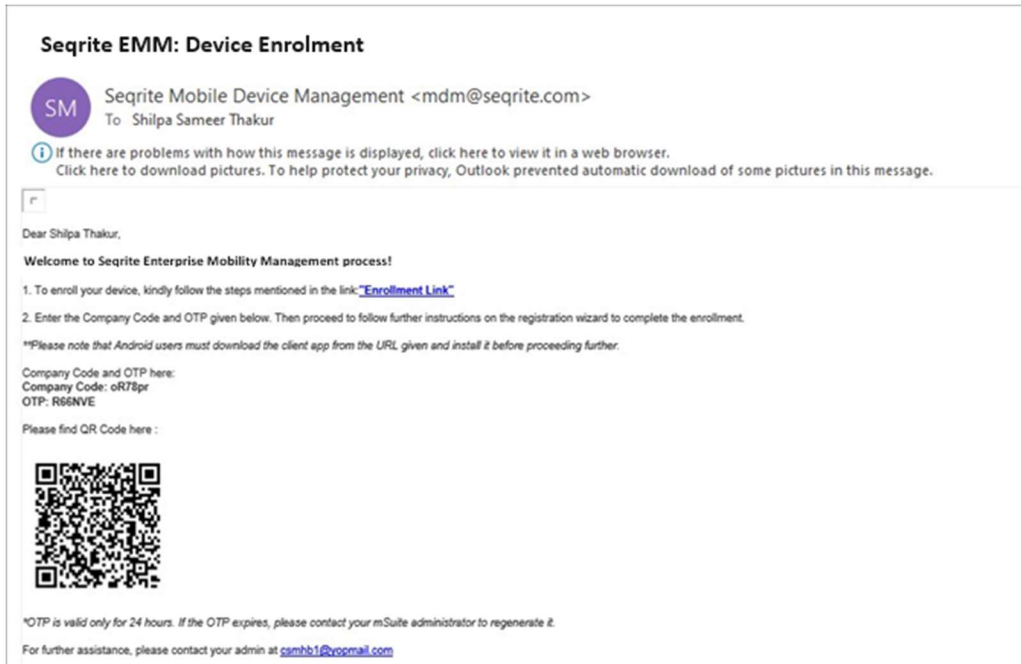 Seqrite EMM: Device Enrolment
SM
Seqrite Mobile Device Management <mdm@seqrite.com>
To Shilpa Sameer Thakur
If there are problems with how this message is displayed, click here to view it in a web browser.
Click here to download pictures. To help protect your privacy, Outlook prevented automatic download of some pictures in this message.
Dear Shilpa Thakur,
Welcome to Seqrite Enterprise Mobility Management process!
1. To enroll your device, kindly follow the steps mentioned in the link:"Enrollment Link"
2. Enter the Company Code and OTP given below. Then proceed to follow further instructions on the registration wizard to complete the enrollment.
**Please note that Android users must download the client app from the URL given and install it before proceeding further.
Company Code and OTP here:
Company Code: oR78pr
OTP: R66NVE
Please find QR Code here :
*OTP is valid only for 24 hours. If the OTP expires, please contact your mSuite administrator to regenerate it.
For further assistance, please contact your admin at csmhb1@yopmail.com